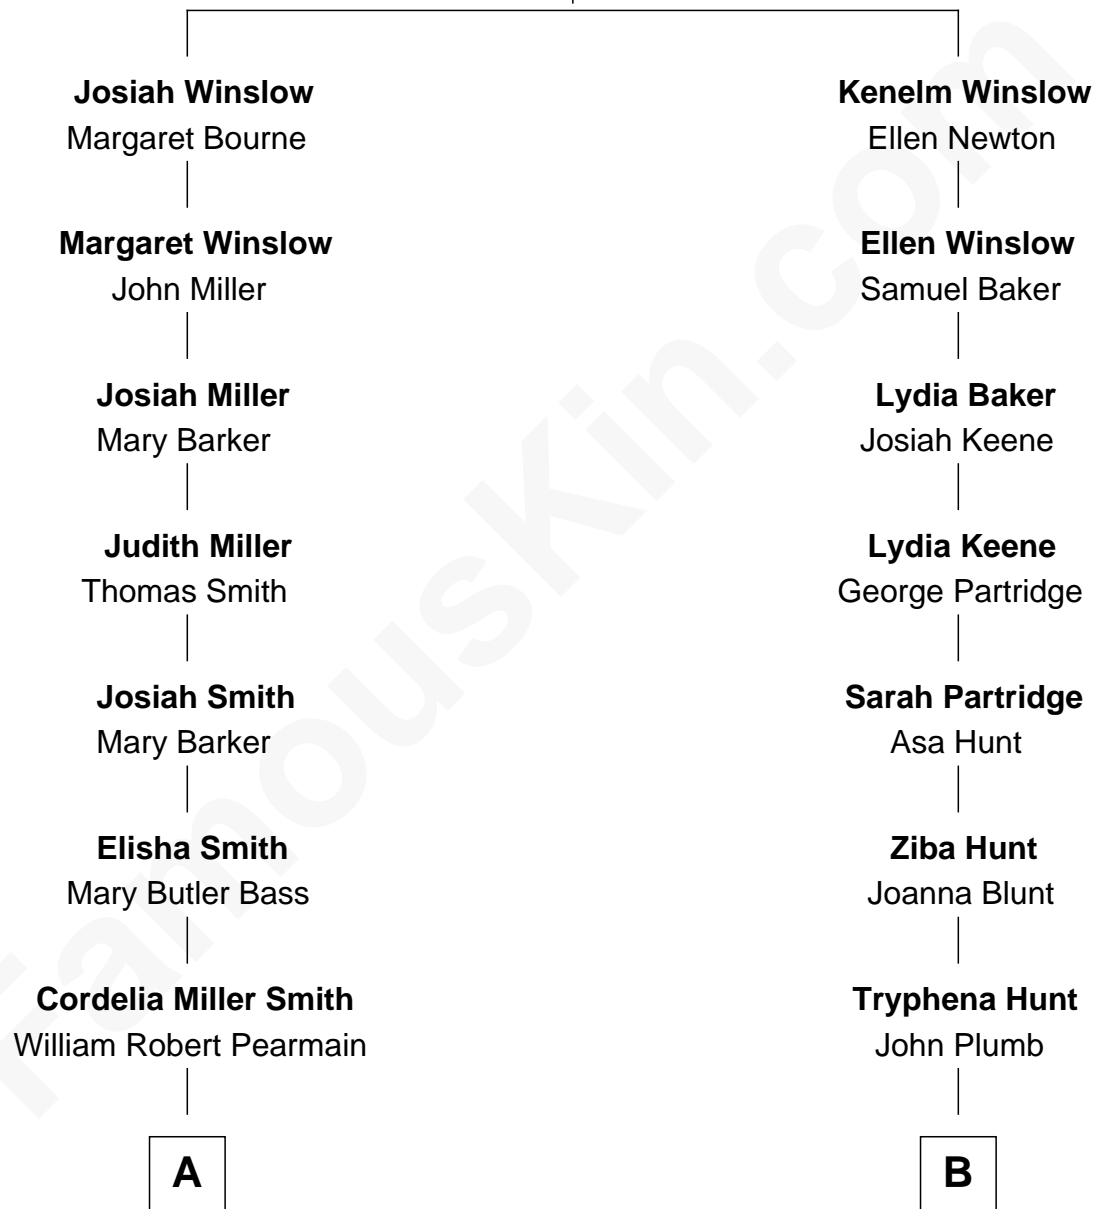 Josiah Winslow
Margaret Bourne
Margaret Winslow
John Miller
Josiah Miller
Mary Barker
Judith Miller
Thomas Smith
Josiah Smith
Mary Barker
Elisha Smith
Mary Butler Bass
Cordelia Miller Smith
William Robert Pearmain
A
Kenelm Winslow
Ellen Newton
Ellen Winslow
Samuel Baker
Lydia Baker
Josiah Keene
Lydia Keene
George Partridge
Sarah Partridge
Asa Hunt
Ziba Hunt
Joanna Blunt
Tryphena Hunt
John Plumb
B
FamousKin.com